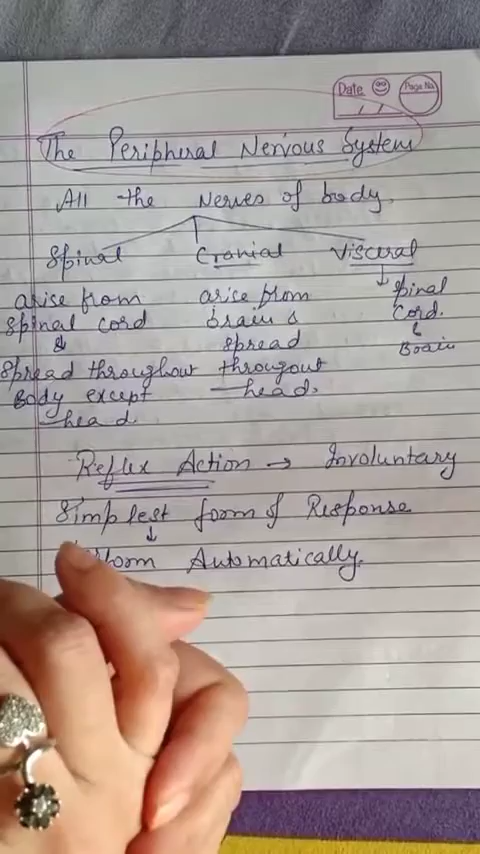 Date
Page No.
The Peripheral Nervous System
All the Nerves of body.
Spinal Cranial Visceral
arise from arise from Spinal
Spinal cord brain & Cord.
& spread & Brain
Spread throughout througout
Body except head.
head.
Reflex Action → Involuntary
Simplest form of Response
↓
Automatically.